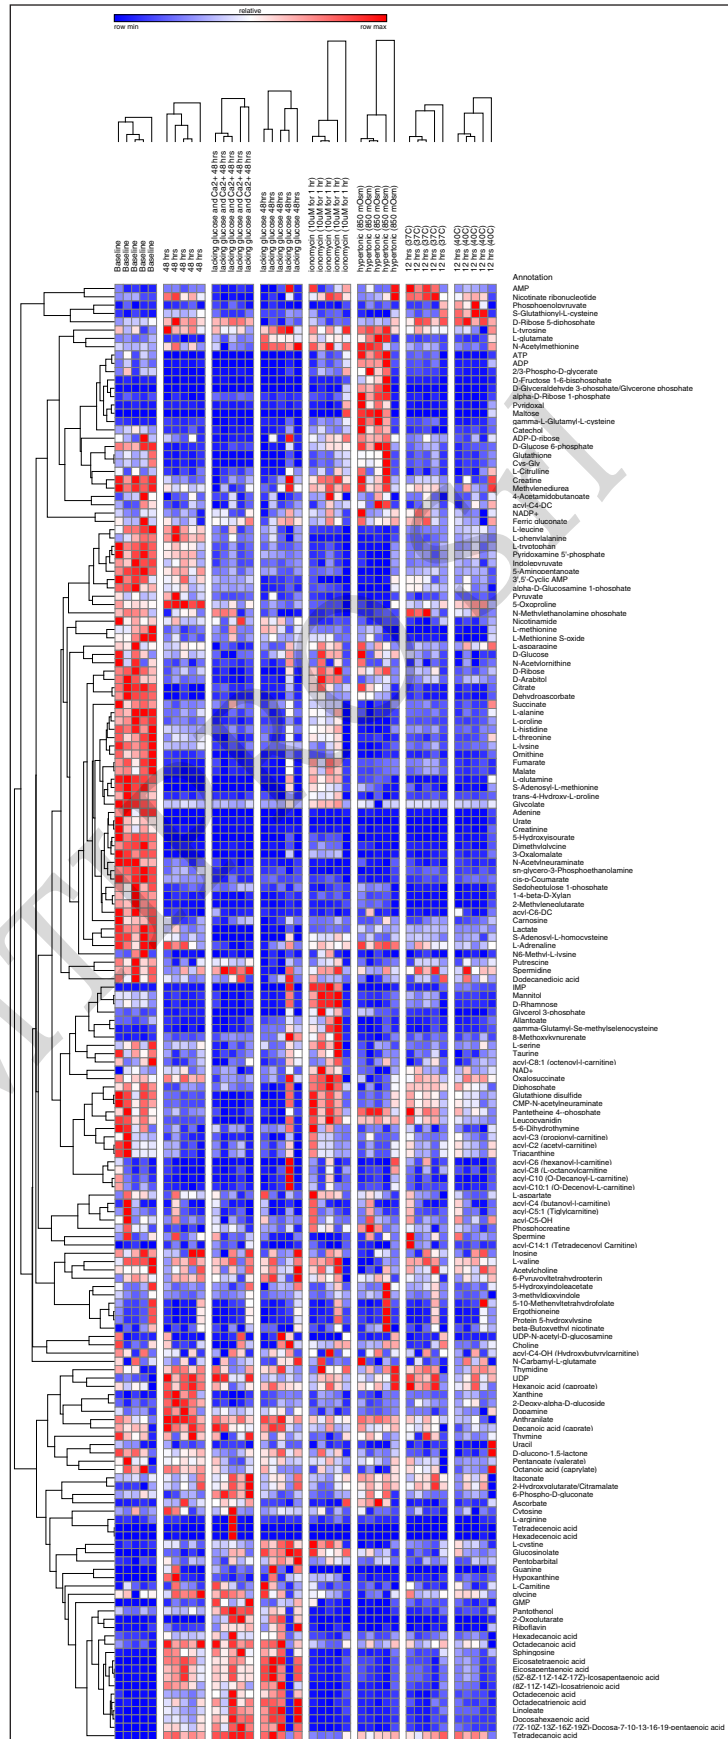 relative
row min
row max
Baseline
Baseline
Baseline
Baseline
Baseline
48 hrs
48 hrs
48 hrs
48 hrs
48 hrs
lacking glucose and Ca2+ 48 hrs
lacking glucose and Ca2+ 48 hrs
lacking glucose and Ca2+ 48 hrs
lacking glucose and Ca2+ 48 hrs
lacking glucose and Ca2+ 48 hrs
lacking glucose 48hrs
lacking glucose 48hrs
lacking glucose 48hrs
lacking glucose 48hrs
lacking glucose 48hrs
ionomycin (10uM for 1 hr)
ionomycin (10uM for 1 hr)
ionomycin (10uM for 1 hr)
ionomycin (10uM for 1 hr)
ionomycin (10uM for 1 hr)
hypertonic (850 mOsm)
hypertonic (850 mOsm)
hypertonic (850 mOsm)
hypertonic (850 mOsm)
hypertonic (850 mOsm)
12 hrs (37C)
12 hrs (37C)
12 hrs (37C)
12 hrs (37C)
12 hrs (37C)
12 hrs (40C)
12 hrs (40C)
12 hrs (40C)
12 hrs (40C)
12 hrs (40C)
Annotation
AMP
Nicotinate ribonucleotide
Phosphoenolpyruvate
S-Glutathionyl-L-cysteine
D-Ribose 5-diphosphate
L-tyrosine
L-glutamate
N-Acetylmethionine
ATP
ADP
2/3-Phospho-D-glycerate
D-Fructose 1-6-bisphosphate
D-Glyceraldehyde 3-phosphate/Glycerone phosphate
alpha-D-Ribose 1-phosphate
Pyridoxal
Maltose
gamma-L-Glutamyl-L-cysteine
Catechol
ADP-D-ribose
D-Glucose 6-phosphate
Glutathione
Cys-Gly
L-Citrulline
Creatine
Methylenediurea
4-Acetamidobutanoate
acyl-C4-DC
NADP+
Ferric gluconate
L-leucine
L-phenylalanine
L-tryptophan
Pyridoxamine 5'-phosphate
Indolepyruvate
5-Aminopentanoate
3',5'-Cyclic AMP
alpha-D-Glucosamine 1-phosphate
Pyruvate
5-Oxoproline
N-Methylethanolamine phosphate
Nicotinamide
L-methionine
L-Methionine S-oxide
L-asparagine
D-Glucose
N-Acetylornithine
D-Ribose
D-Arabitol
Citrate
Dehydroascorbate
Succinate
L-alanine
L-proline
L-histidine
L-threonine
L-lysine
Ornithine
Fumarate
Malate
L-glutamine
S-Adenosyl-L-methionine
trans-4-Hydroxy-L-proline
Glycolate
Adenine
Urate
Creatinine
5-Hydroxyisourate
Dimethylglycine
3-Oxalomalate
N-Acetylneuraminate
sn-glycero-3-Phosphoethanolamine
cis-p-Coumarate
Sedoheptulose 1-phosphate
1-4-beta-D-Xylan
2-Methyleneglutarate
acyl-C6-DC
Carnosine
Lactate
S-Adenosyl-L-homocysteine
L-Adrenaline
N6-Methyl-L-lysine
Putrescine
Spermidine
Dodecanedioic acid
IMP
Mannitol
D-Rhamnose
Glycerol 3-phosphate
Allantoate
gamma-Glutamyl-Se-methylselenocysteine
8-Methoxykynurenate
L-serine
Taurine
acyl-C8:1 (octenoyl-l-carnitine)
NAD+
Oxalosuccinate
Diphosphate
Glutathione disulfide
CMP-N-acetylneuraminate
Pantetheine 4--phosphate
Leucocyanidin
5-6-Dihydrothymine
acyl-C3 (propionyl-carnitine)
acyl-C2 (acetyl-carnitine)
Triacanthine
acyl-C6 (hexanoyl-l-carnitine)
acyl-C8 (L-octanoylcarnitine
acyl-C10 (O-Decanoyl-L-carnitine)
acyl-C10:1 (O-Decenoyl-L-carnitine)
L-aspartate
acyl-C4 (butanoyl-l-carnitine)
acyl-C5:1 (Tiglylcarnitine)
acyl-C5-OH
Phosphocreatine
Spermine
acyl-C14:1 (Tetradecenoyl Carnitine)
Inosine
L-valine
Acetylcholine
6-Pyruvoyltetrahydropterin
5-Hydroxyindoleacetate
3-methyldioxyindole
5-10-Methenyltetrahydrofolate
Ergothioneine
Protein 5-hydroxylysine
beta-Butoxyethyl nicotinate
UDP-N-acetyl-D-glucosamine
Choline
acyl-C4-OH (Hydroxybutyrylcarnitine)
N-Carbamyl-L-glutamate
Thymidine
UDP
Hexanoic acid (caproate)
Xanthine
2-Deoxy-alpha-D-glucoside
Dopamine
Anthranilate
Decanoic acid (caprate)
Thymine
Uracil
D-glucono-1,5-lactone
Pentanoate (valerate)
Octanoic acid (caprylate)
Itaconate
2-Hydroxyglutarate/Citramalate
6-Phospho-D-gluconate
Ascorbate
Cytosine
L-arginine
Tetradecenoic acid
Hexadecenoic acid
L-cystine
Glucosinolate
Pentobarbital
Guanine
Hypoxanthine
L-Carnitine
glycine
GMP
Pantothenol
2-Oxoglutarate
Riboflavin
Hexadecanoic acid
Octadecanoic acid
Sphingosine
Eicosatetraenoic acid
Eicosapentaenoic acid
(5Z-8Z-11Z-14Z-17Z)-Icosapentaenoic acid
(8Z-11Z-14Z)-Icosatrienoic acid
Octadecenoic acid
Octadecatrienoic acid
Linoleate
Docosahexaenoic acid
(7Z-10Z-13Z-16Z-19Z)-Docosa-7-10-13-16-19-pentaenoic acid
Tetradecanoic acid